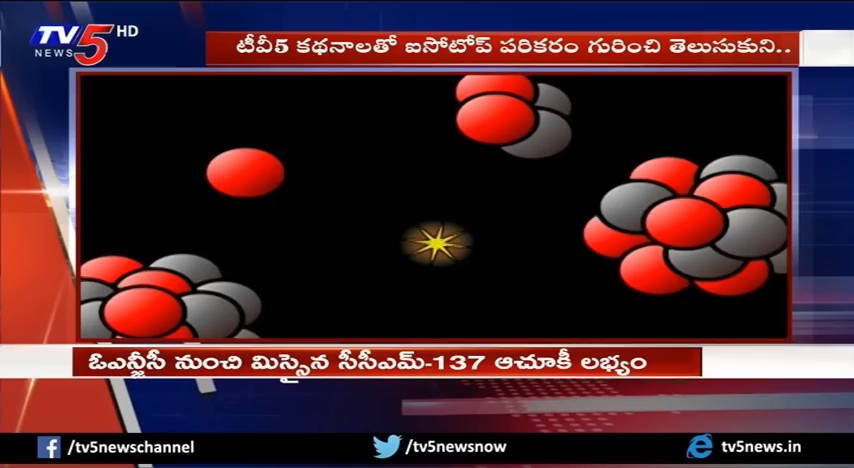 TV5 HD
NEWS
టీవీ5 కథనాలతో ఐసోటోప్ పరికరం గురించి తెలుసుకుని..
ఓఎన్జీసీ నుంచి మిస్సైన సీసీఎమ్-137 ఆచూకీ లభ్యం
/tv5newschannel
/tv5newsnow
tv5news.in